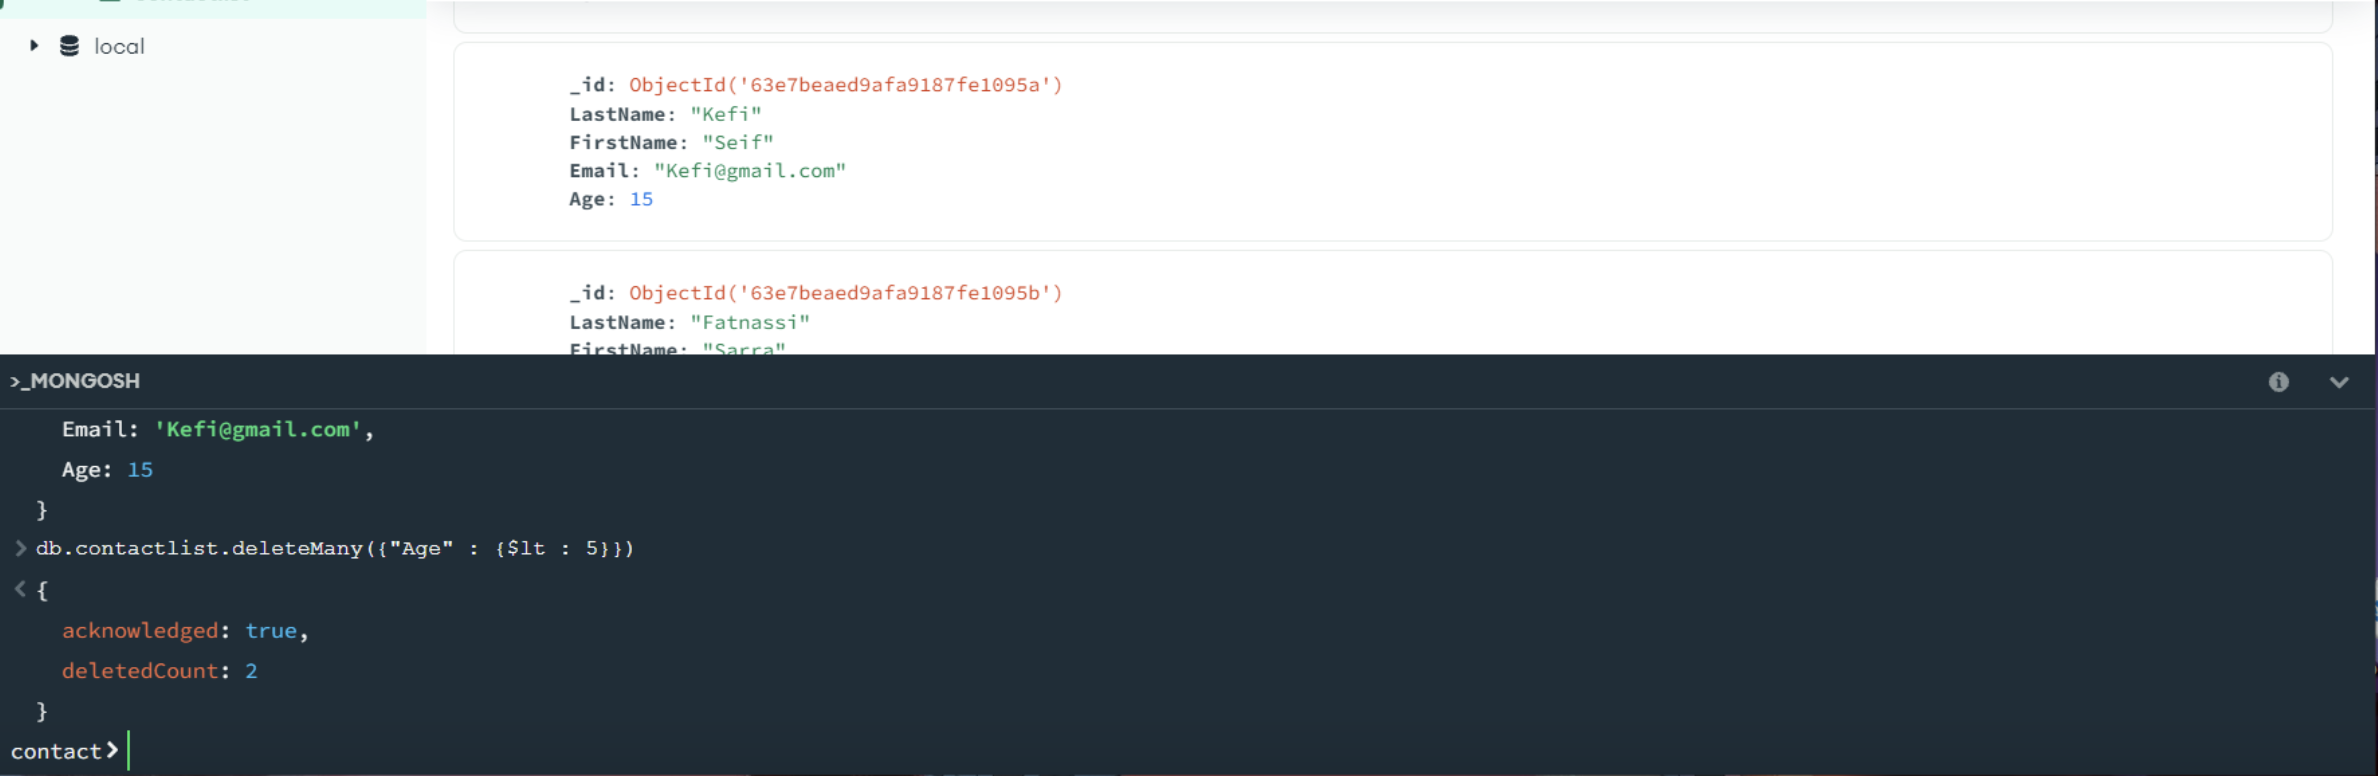 local
_id: ObjectId('63e7beaed9afa9187fe1095a')
LastName: "Kefi"
FirstName: "Seif"
Email: "Kefi@gmail.com"
Age: 15
_id: ObjectId('63e7beaed9afa9187fe1095b')
LastName: "Fatnassi"
FirstName: "Sarra"
>_MONGOSH
Email: 'Kefi@gmail.com',
Age: 15
}
> db.contactlist.deleteMany({"Age" : {$lt : 5}})
< {
acknowledged: true,
deletedCount: 2
}
contact>